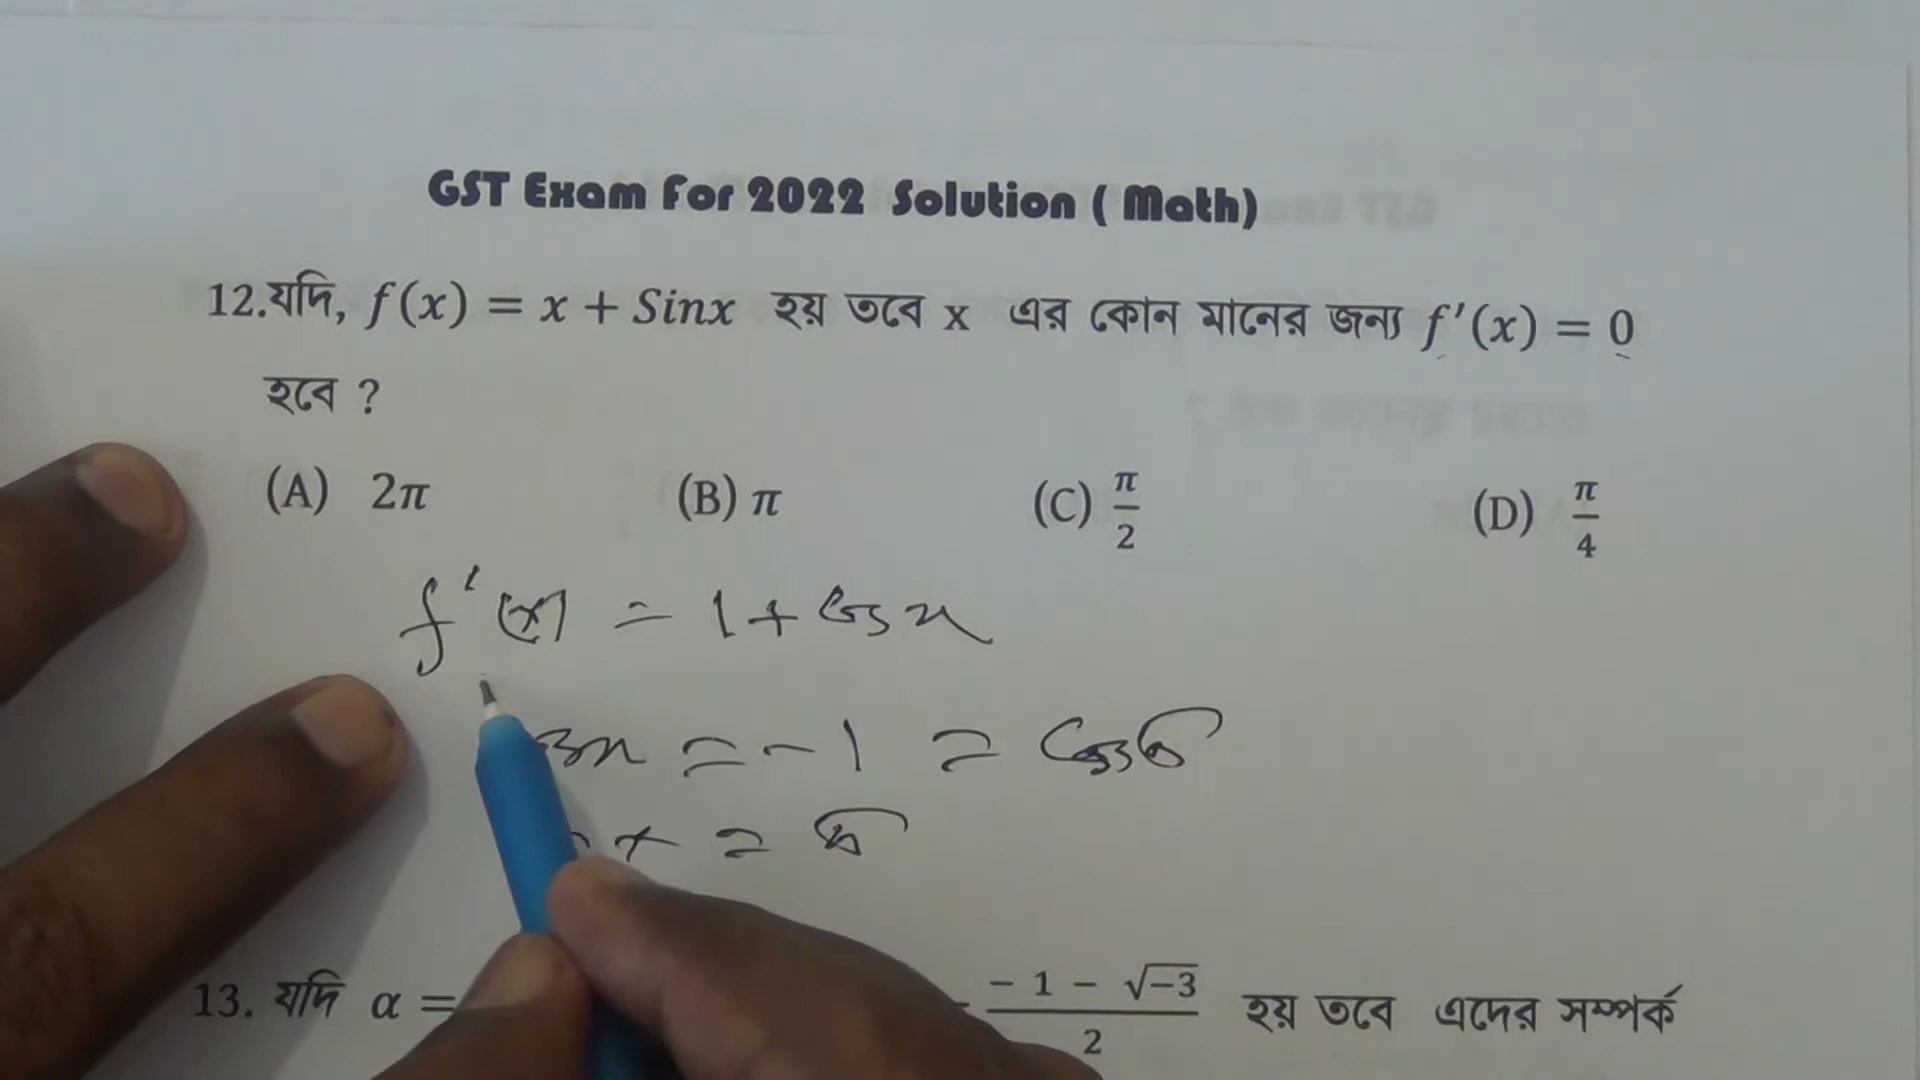 GST Exam For 2022 Solution ( Math)
12.যদি, f(x) = x + Sinx হয় তবে x এর কোন মানের জন্য f′(x) = 0
হবে ?
(A) 2π (B) π (C) π/2 (D) π/4
f'(x) = 1 + cos x
= -1 = cos π
x = π
13. যদি α = - 1 - √-3 / 2 হয় তবে এদের সম্পর্ক